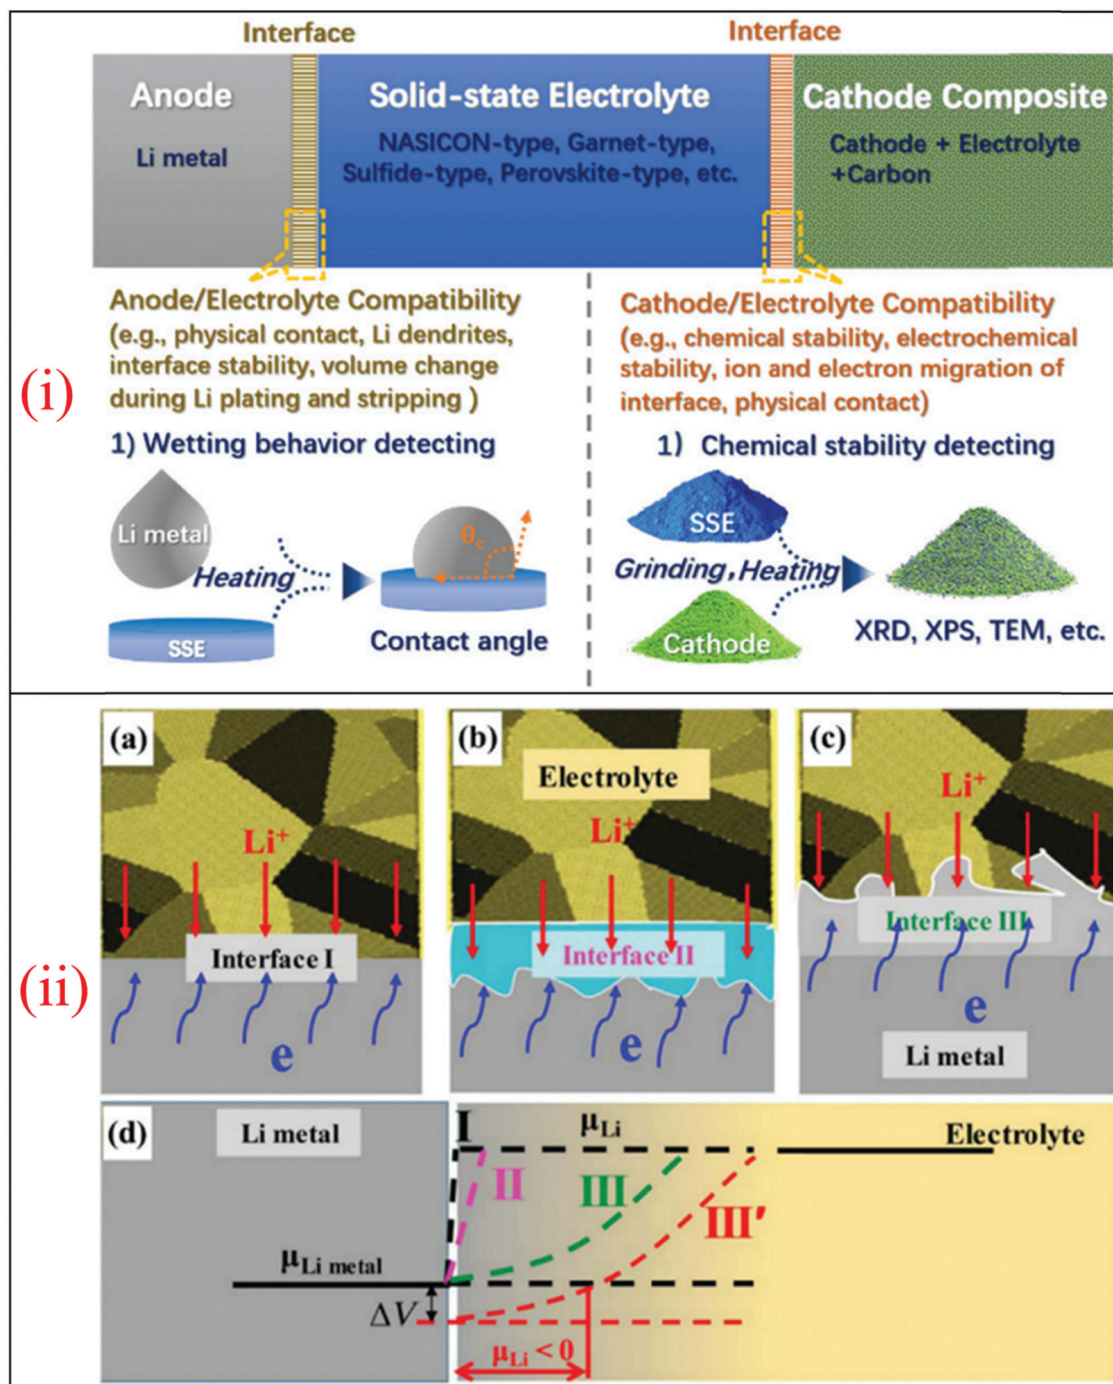 Interface
Interface
Anode
Solid-state Electrolyte
Cathode Composite
Li metal
NASICON-type, Garnet-type,
Sulfide-type, Perovskite-type, etc.
Cathode + Electrolyte
+Carbon
(i)
Anode/Electrolyte Compatibility
(e.g., physical contact, Li dendrites,
interface stability, volume change
during Li plating and stripping )
1) Wetting behavior detecting
Li metal
Heating
SSE
θc
Contact angle
Cathode/Electrolyte Compatibility
(e.g., chemical stability, electrochemical
stability, ion and electron migration of
interface, physical contact)
1) Chemical stability detecting
SSE
Grinding, Heating
Cathode
XRD, XPS, TEM, etc.
(ii)
(a)
Li⁺
Interface I
e
(b)
Electrolyte
Li⁺
Interface II
e
(c)
Li⁺
Interface III
e
Li metal
(d)
Li metal
I
μLi
Electrolyte
II
III
III′
μLi metal
ΔV
μLi < 0